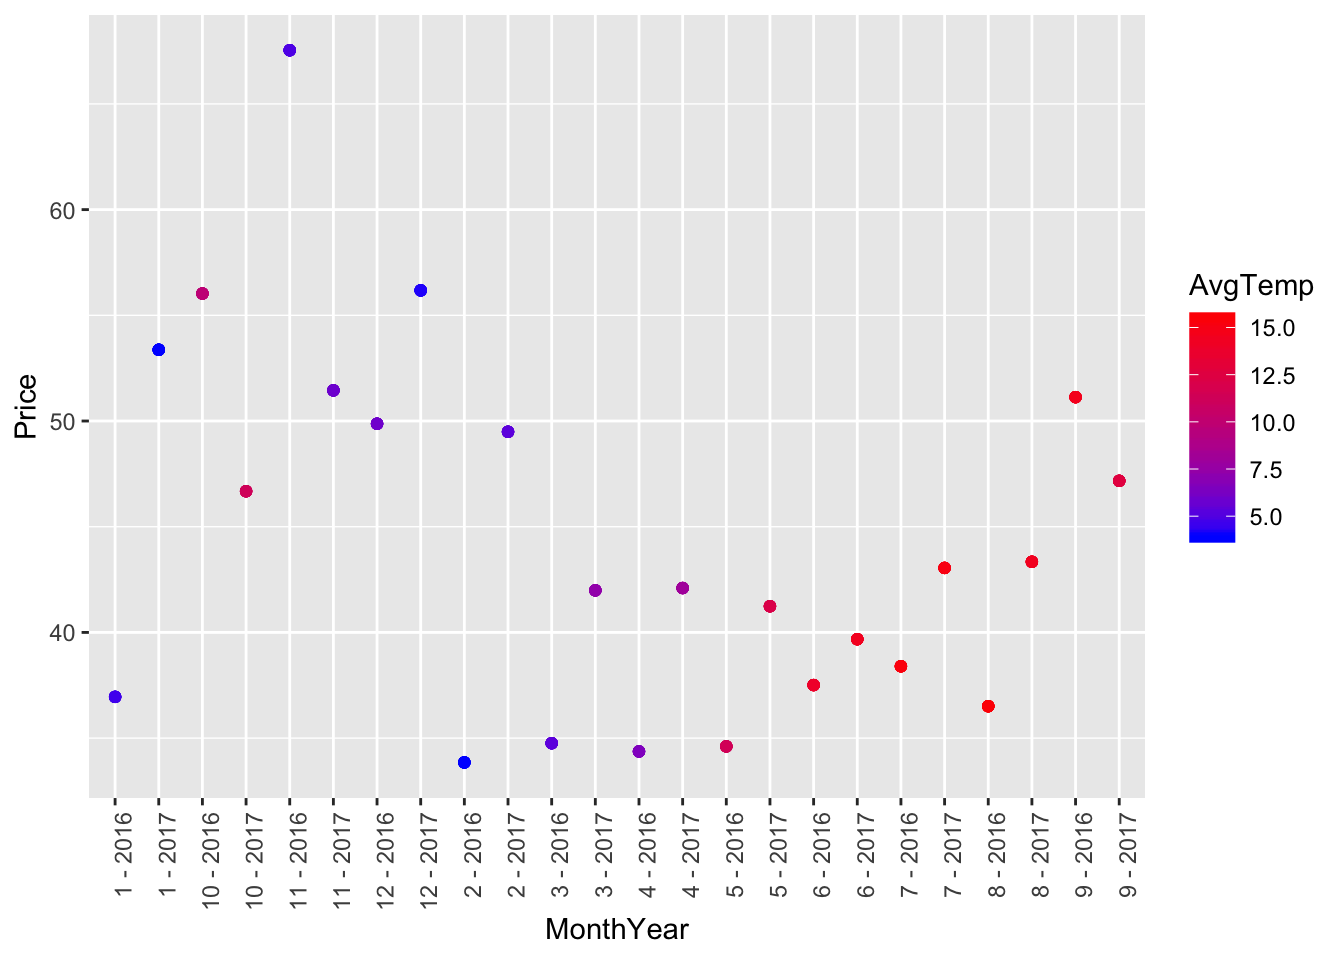 Price
60
50
40
1 - 2016
1 - 2017
10 - 2016
10 - 2017
11 - 2016
11 - 2017
12 - 2016
12 - 2017
2 - 2016
2 - 2017
3 - 2016
3 - 2017
4 - 2016
4 - 2017
5 - 2016
5 - 2017
6 - 2016
6 - 2017
7 - 2016
7 - 2017
8 - 2016
8 - 2017
9 - 2016
9 - 2017
MonthYear
AvgTemp
15.0
12.5
10.0
7.5
5.0